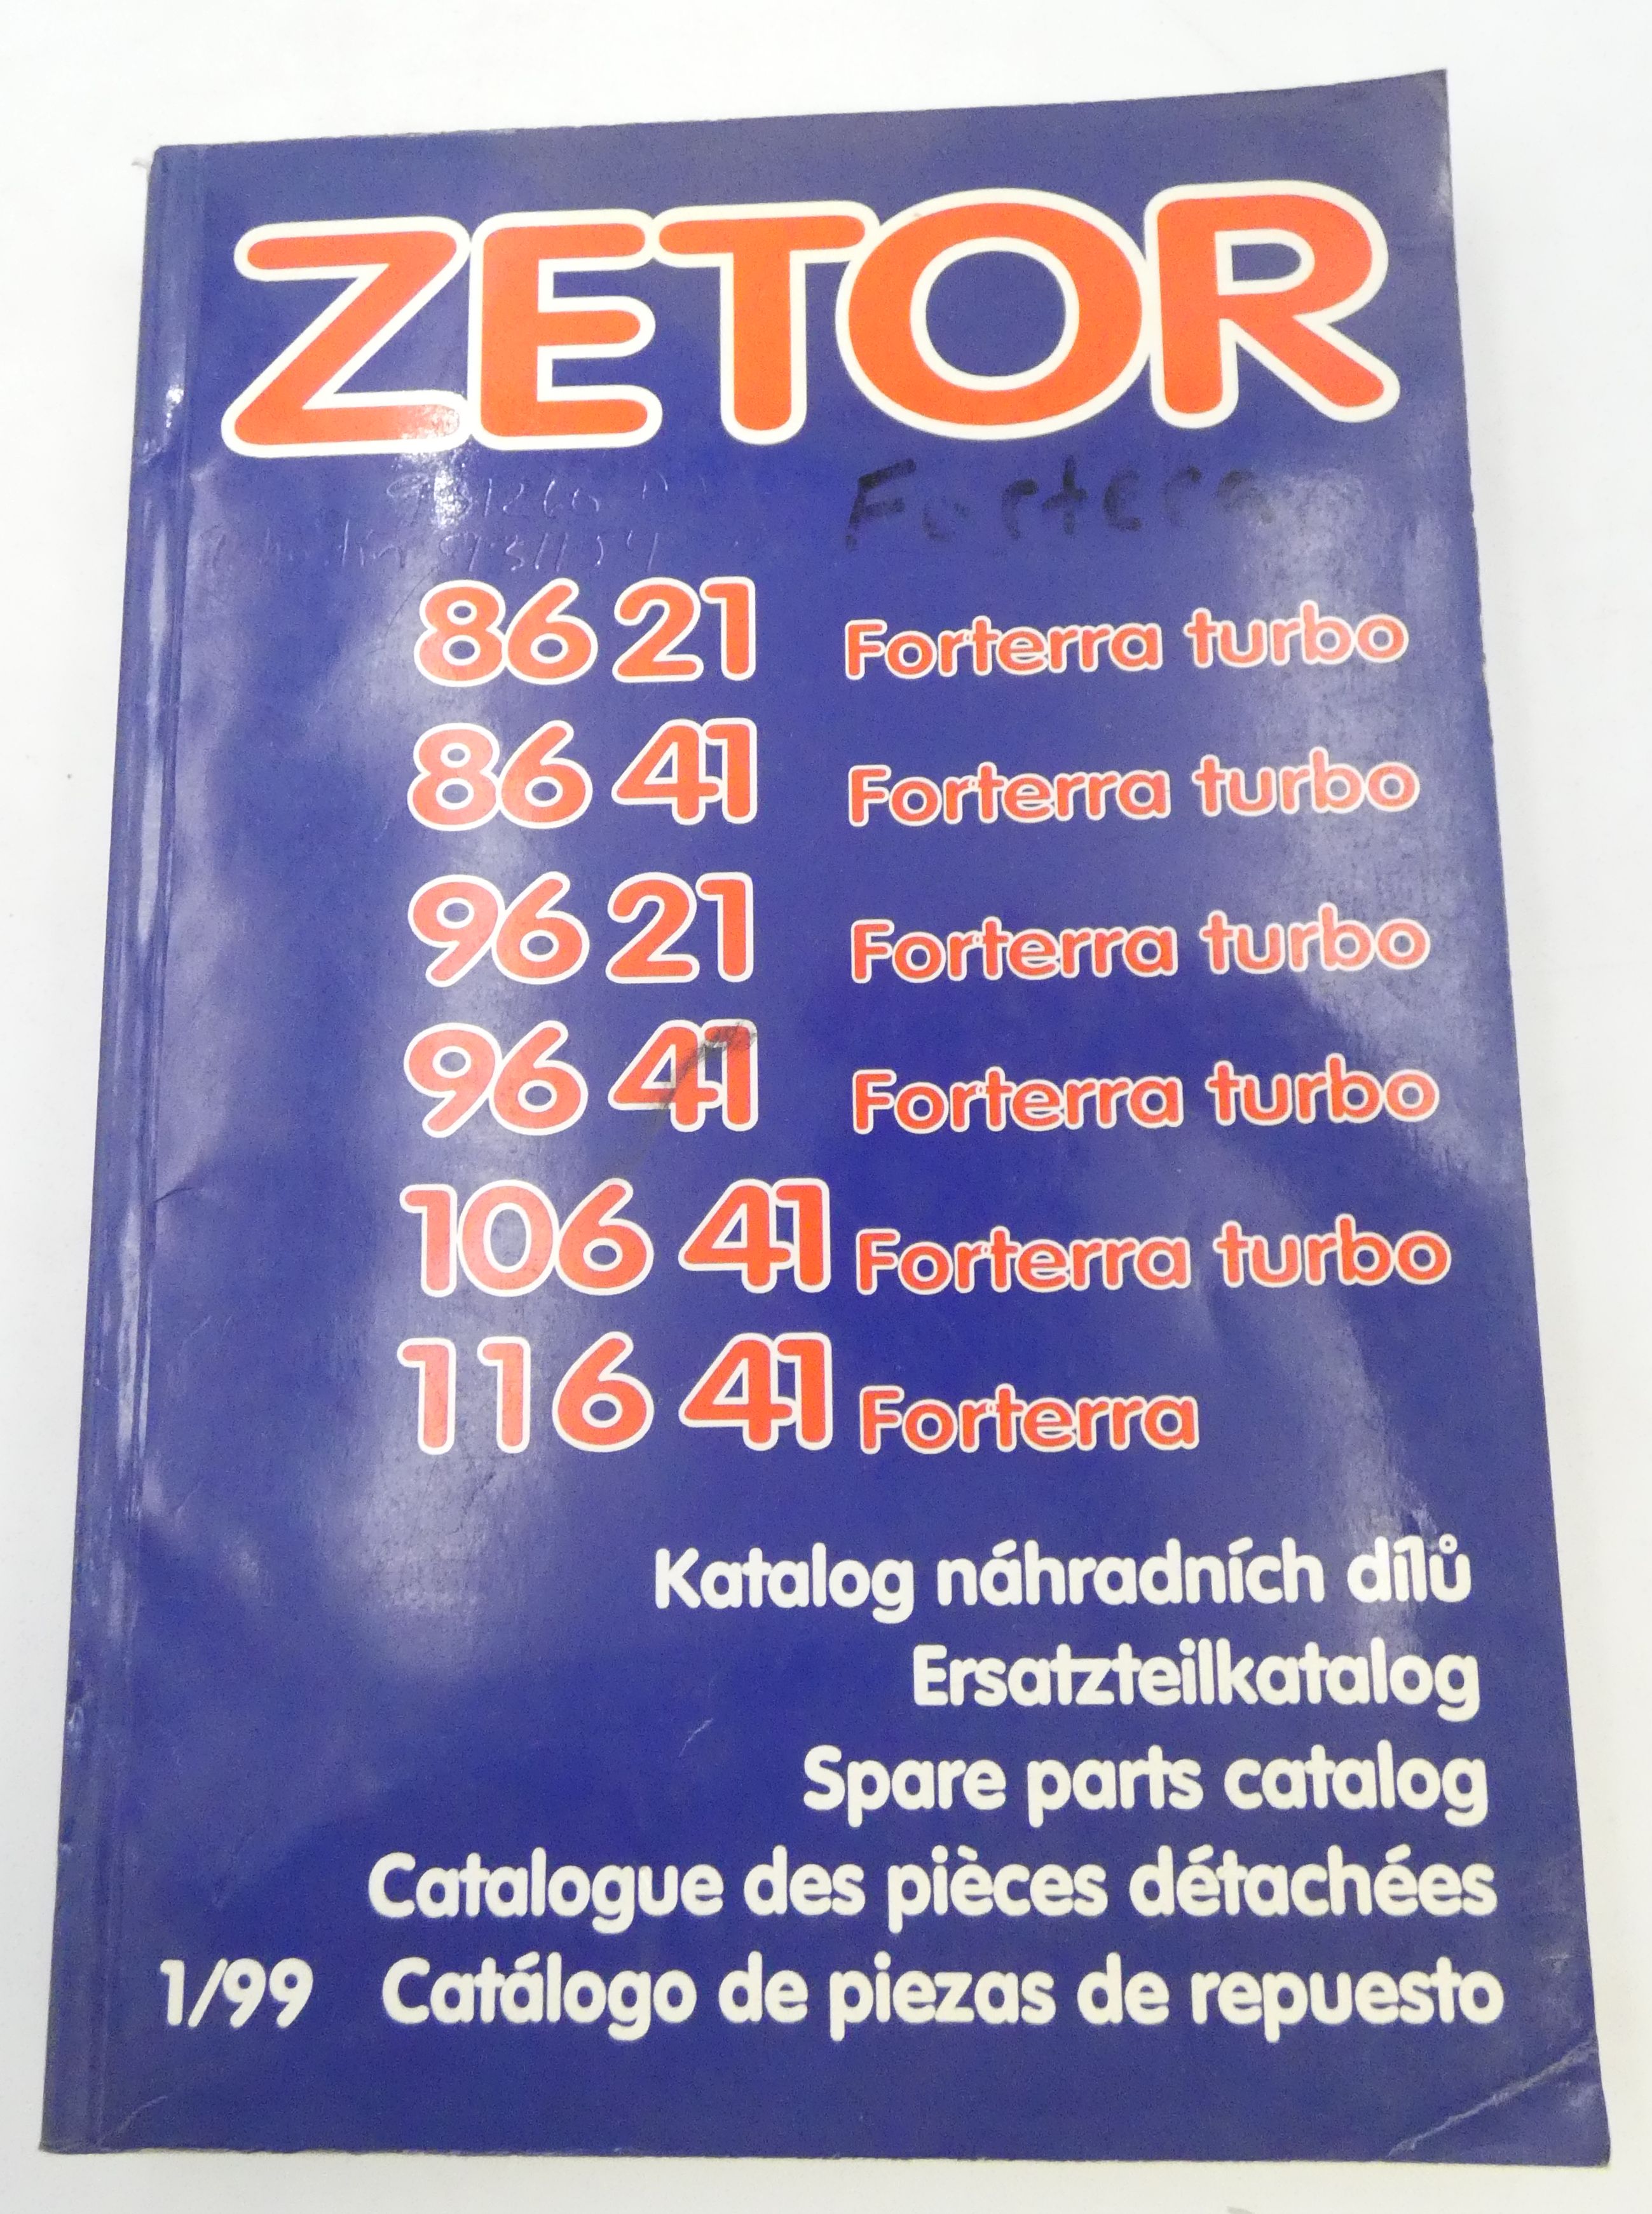 ZETOR
Forterra
86 21 Forterra turbo
86 41 Forterra turbo
96 21 Forterra turbo
96 41 Forterra turbo
106 41 Forterra turbo
116 41 Forterra
Katalog náhradních dílů
Ersatzteilkatalog
Spare parts catalog
Catalogue des pièces détachées
1/99 Catálogo de piezas de repuesto